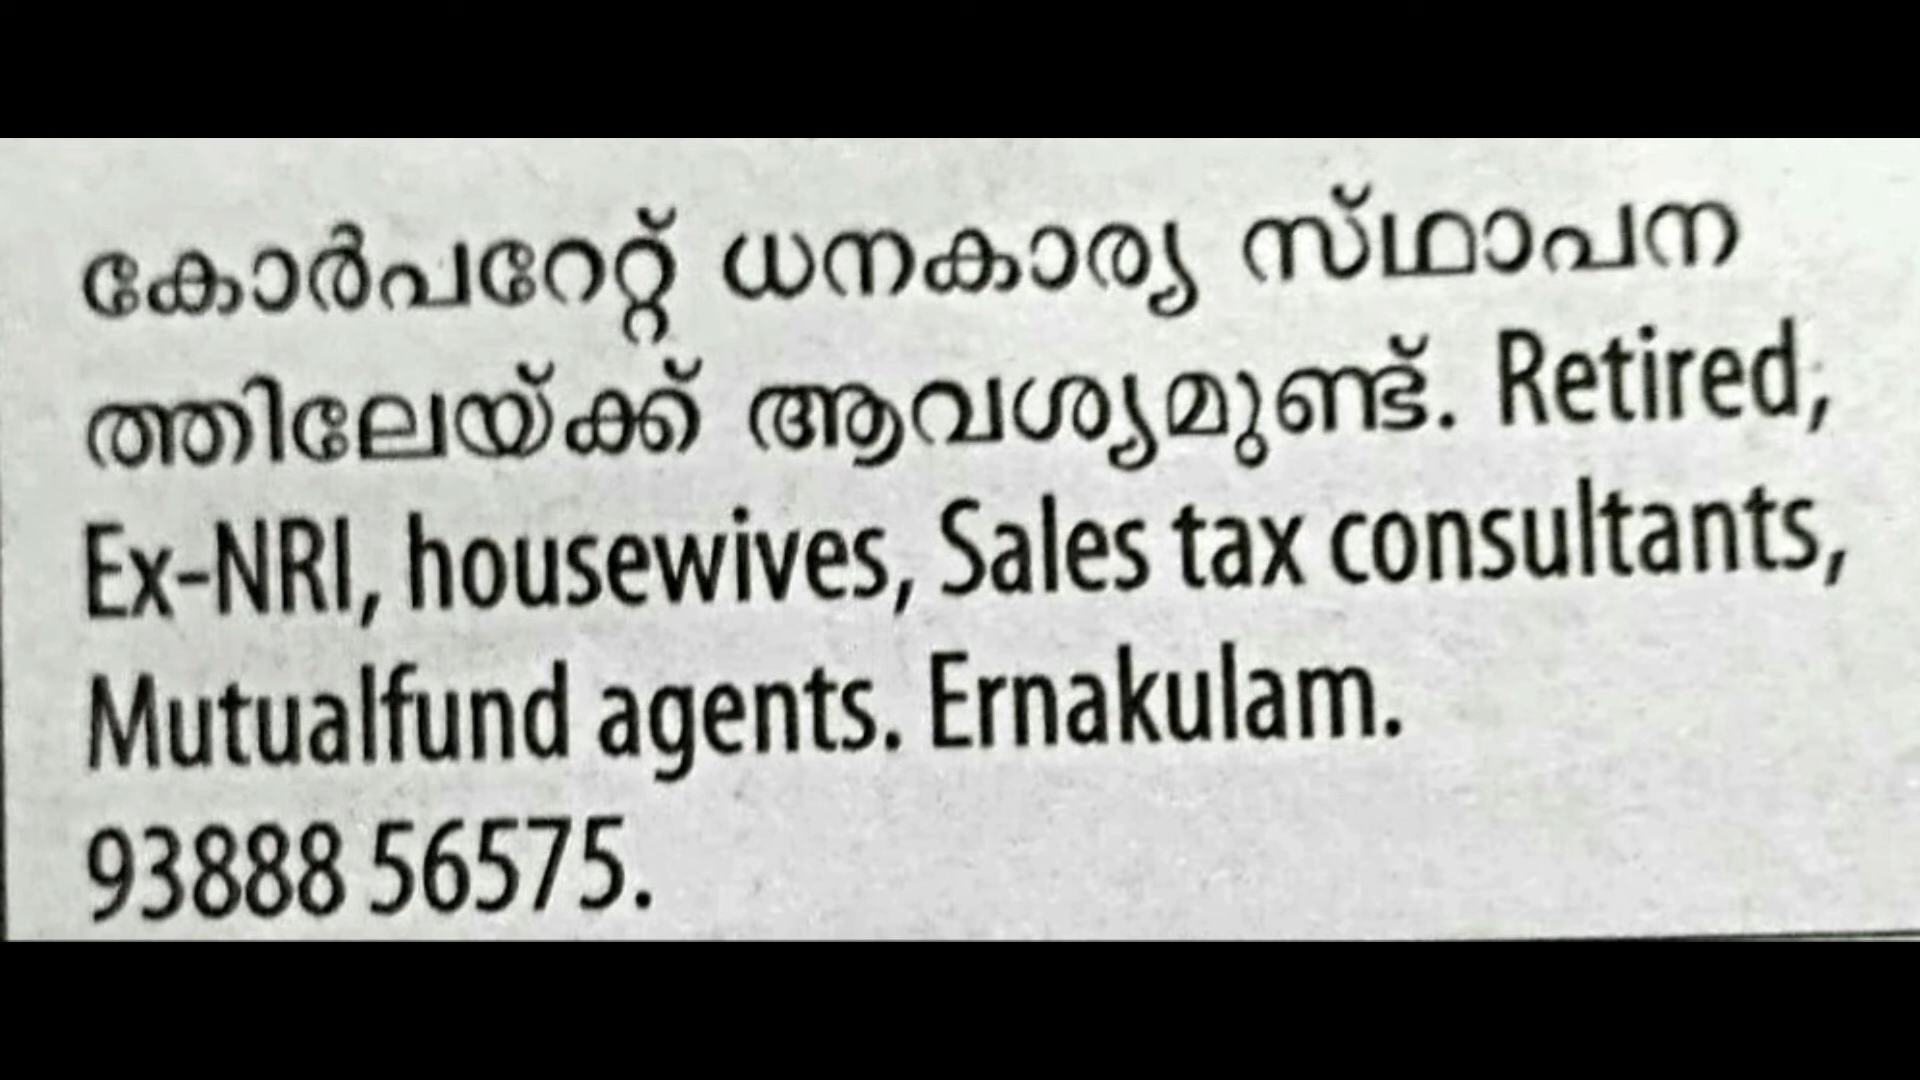 കോർപറേറ്റ് ധനകാര്യ സ്ഥാപന
ത്തിലേയ്ക്ക് ആവശ്യമുണ്ട്. Retired,
Ex-NRI, housewives, Sales tax consultants,
Mutualfund agents. Ernakulam.
93888 56575.